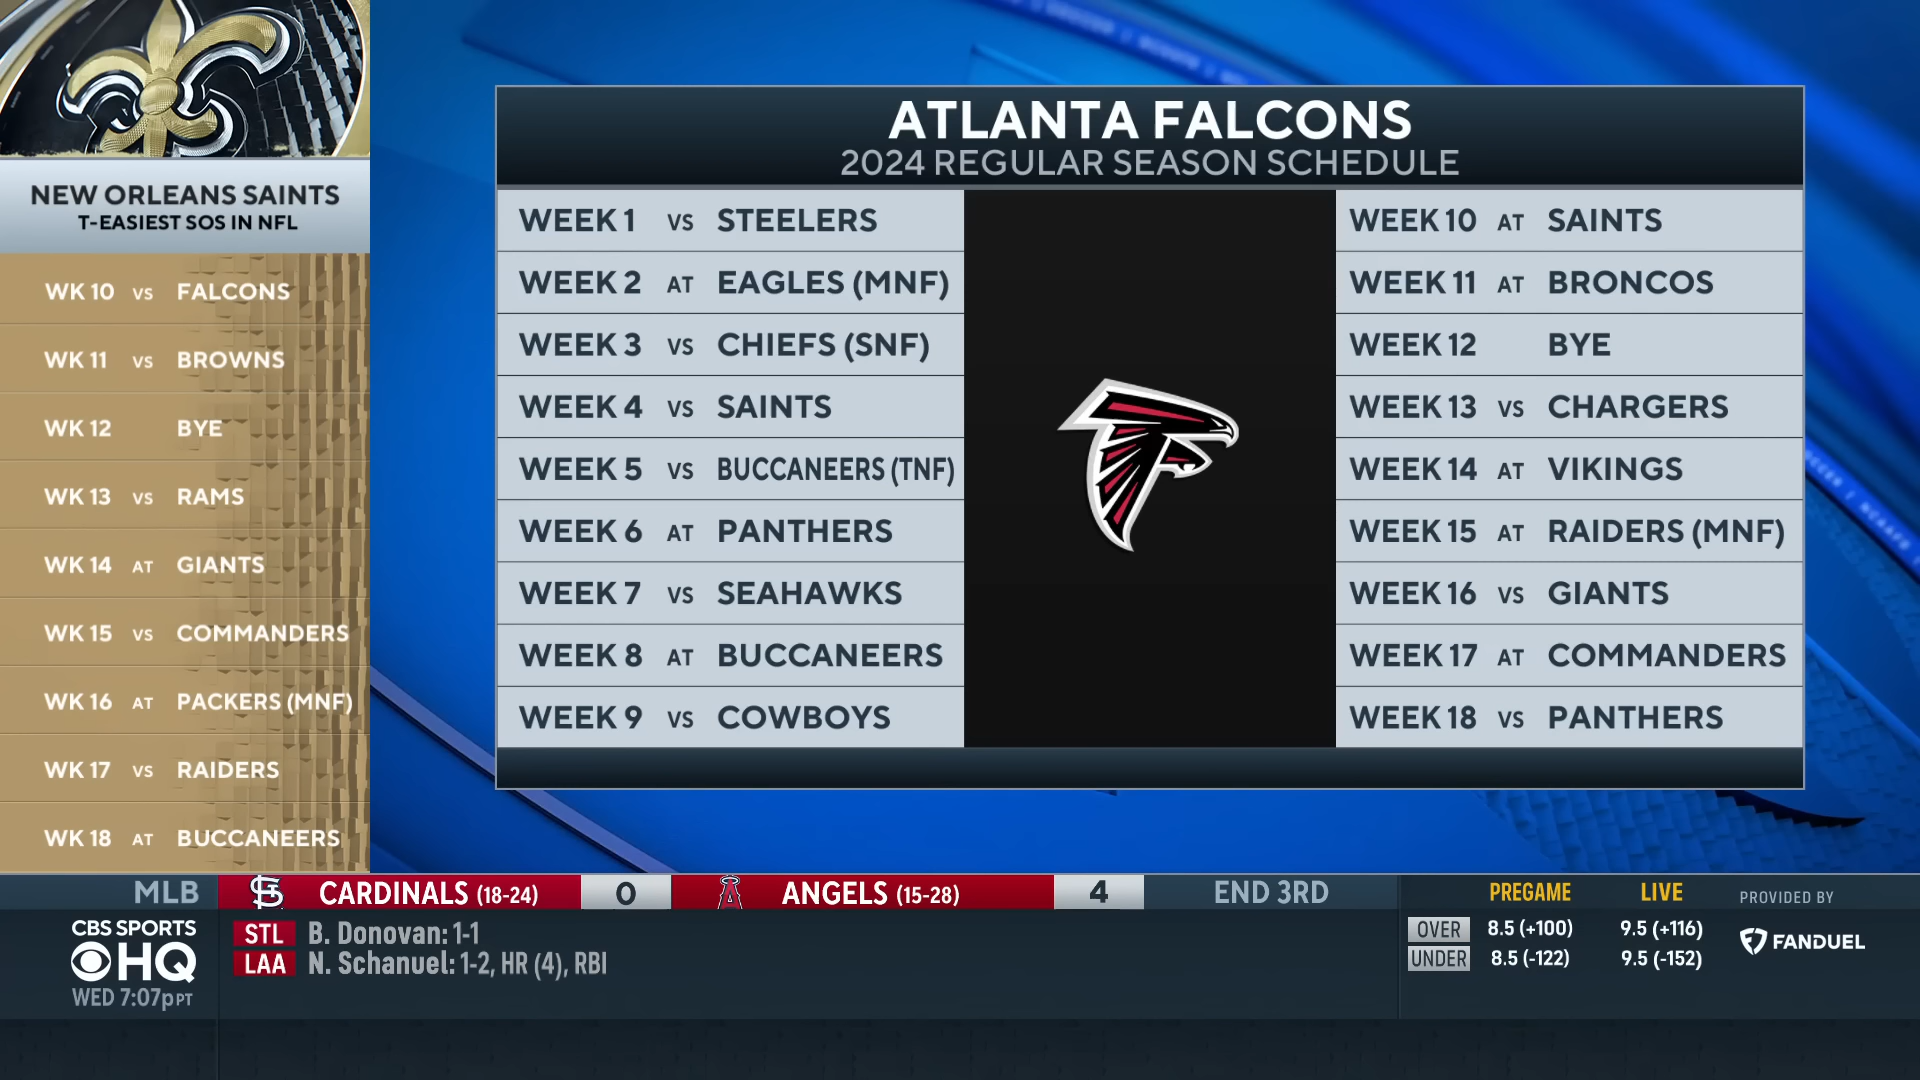 NEW ORLEANS SAINTS
T-EASIEST SOS IN NFL
WK 10 VS FALCONS
WK 11 VS BROWNS
WK 12 BYE
WK 13 VS RAMS
WK 14 AT GIANTS
WK 15 VS COMMANDERS
WK 16 AT PACKERS (MNF)
WK 17 VS RAIDERS
WK 18 AT BUCCANEERS
ATLANTA FALCONS
2024 REGULAR SEASON SCHEDULE
WEEK 1 VS STEELERS
WEEK 2 AT EAGLES (MNF)
WEEK 3 VS CHIEFS (SNF)
WEEK 4 VS SAINTS
WEEK 5 VS BUCCANEERS (TNF)
WEEK 6 AT PANTHERS
WEEK 7 VS SEAHAWKS
WEEK 8 AT BUCCANEERS
WEEK 9 VS COWBOYS
WEEK 10 AT SAINTS
WEEK 11 AT BRONCOS
WEEK 12 BYE
WEEK 13 VS CHARGERS
WEEK 14 AT VIKINGS
WEEK 15 AT RAIDERS (MNF)
WEEK 16 VS GIANTS
WEEK 17 AT COMMANDERS
WEEK 18 VS PANTHERS
MLB CARDINALS (18-24) 0 ANGELS (15-28) 4 END 3RD
CBS SPORTS
HQ
WED 7:07p PT
STL B. Donovan: 1-1
LAA N. Schanuel: 1-2, HR (4), RBI
PREGAME LIVE
OVER 8.5 (+100) 9.5 (+116)
UNDER 8.5 (-122) 9.5 (-152)
PROVIDED BY
FANDUEL